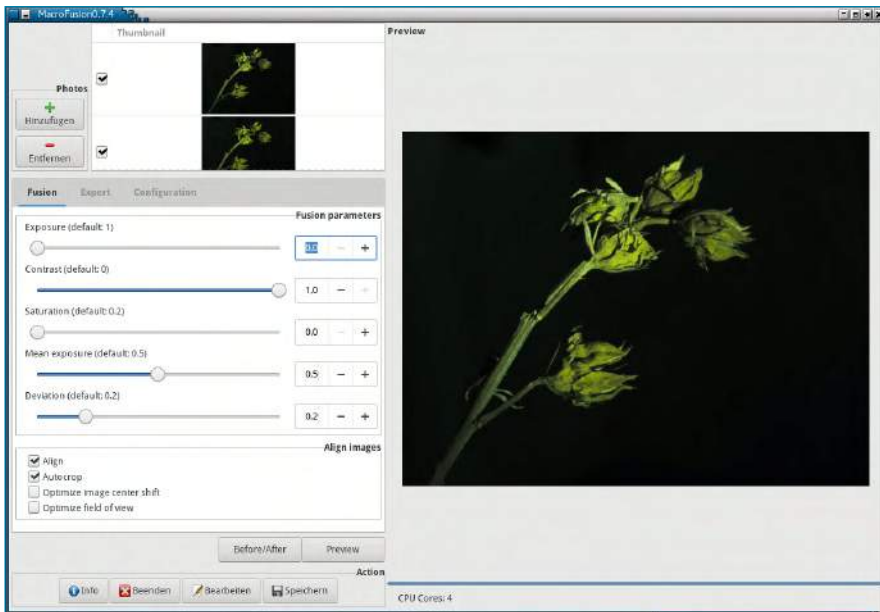 MacroFusion0.7.4
Thumbnail
Preview
Photos
Hinzufügen
Entfernen
Fusion Export Configuration
Fusion parameters
Exposure (default: 1)
0.0 − +
Contrast (default: 0)
1.0 − +
Saturation (default: 0.2)
0.0 − +
Mean exposure (default: 0.5)
0.5 − +
Deviation (default: 0.2)
0.2 − +
Align images
Align
Autocrop
Optimize image center shift
Optimize field of view
Before/After Preview
Action
Info Beenden Bearbeiten Speichern
CPU Cores: 4